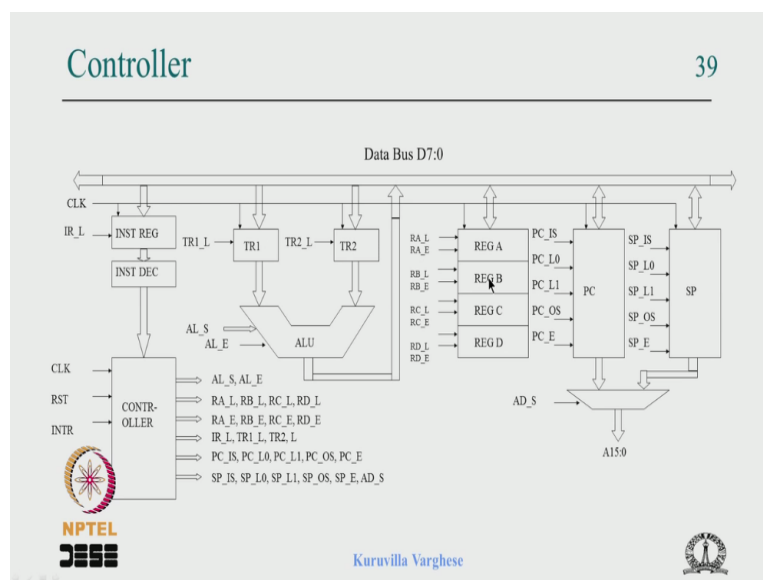 Controller 39
Data Bus D7:0
CLK
IR_L
INST REG
INST DEC
TR1_L
TR1
TR2_L
TR2
AL_S
AL_E
ALU
RA_L
RA_E
RB_L
RB_E
RC_L
RC_E
RD_L
RD_E
REG A
REG B
REG C
REG D
PC_IS
PC_L0
PC_L1
PC_OS
PC_E
PC
SP_IS
SP_L0
SP_L1
SP_OS
SP_E
SP
AD_S
A15:0
CLK
RST
INTR
CONTR-
OLLER
AL_S, AL_E
RA_L, RB_L, RC_L, RD_L
RA_E, RB_E, RC_E, RD_E
IR_L, TR1_L, TR2, L
PC_IS, PC_L0, PC_L1, PC_OS, PC_E
SP_IS, SP_L0, SP_L1, SP_OS, SP_E, AD_S
NPTEL
DESE
Kuruvilla Varghese